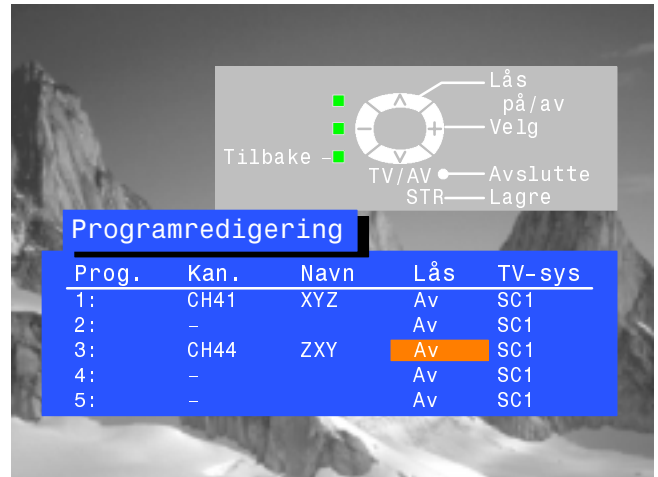 Lås
på/av
Velg
Tilbake
TV/AV Avslutte
STR Lagre
Programredigering
Prog. Kan. Navn Lås TV-sys
1: CH41 XYZ Av SC1
2: – Av SC1
3: CH44 ZXY Av SC1
4: – Av SC1
5: – Av SC1